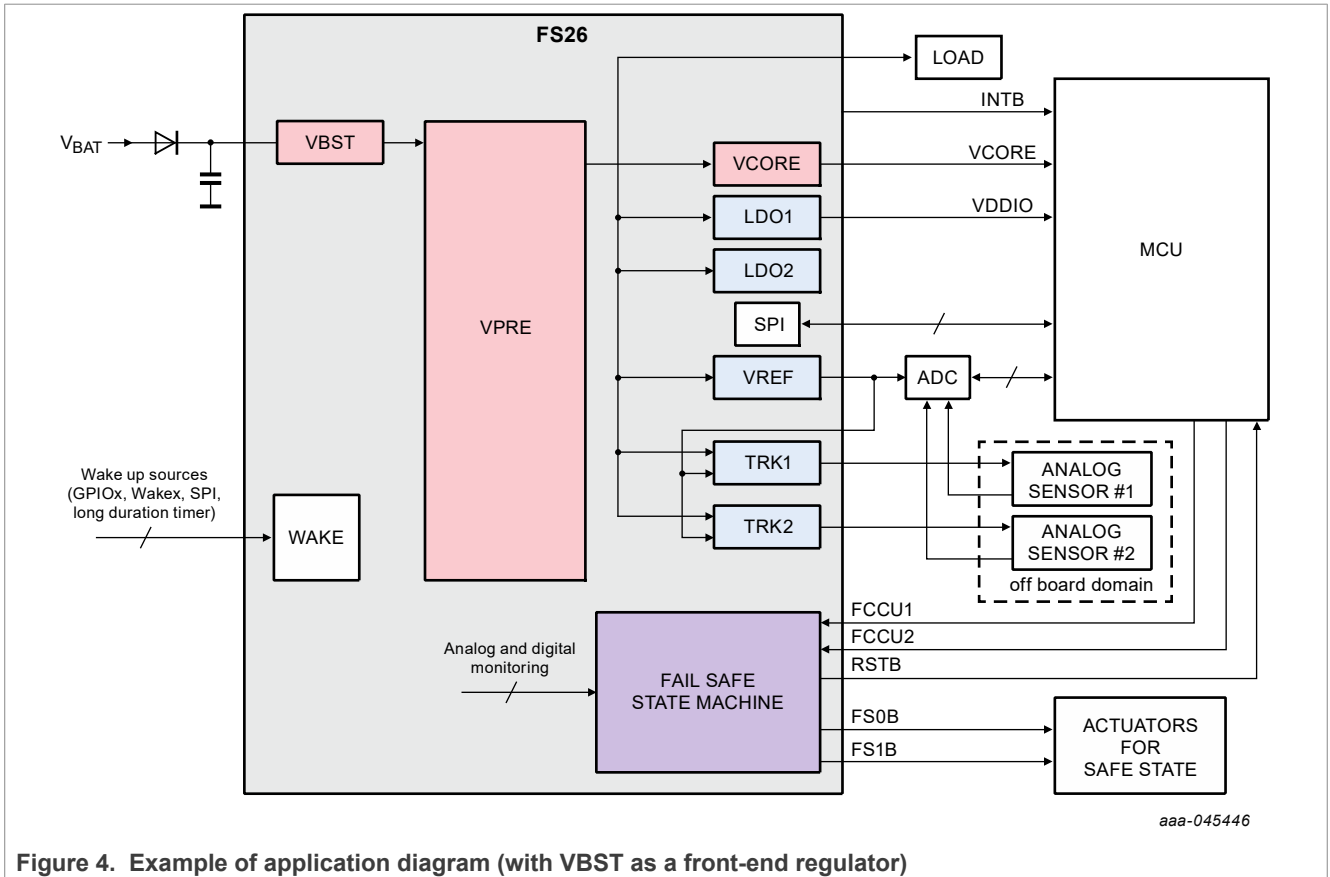 FS26
LOAD
INTB
VBAT
VBST
VCORE
VCORE
LDO1
VDDIO
LDO2
MCU
VPRE
SPI
VREF
ADC
TRK1
ANALOG
SENSOR #1
TRK2
ANALOG
SENSOR #2
off board domain
Wake up sources
(GPIOx, Wakex, SPI,
long duration timer)
WAKE
Analog and digital
monitoring
FAIL SAFE
STATE MACHINE
FCCU1
FCCU2
RSTB
FS0B
FS1B
ACTUATORS
FOR
SAFE STATE
aaa-045446
Figure 4. Example of application diagram (with VBST as a front-end regulator)